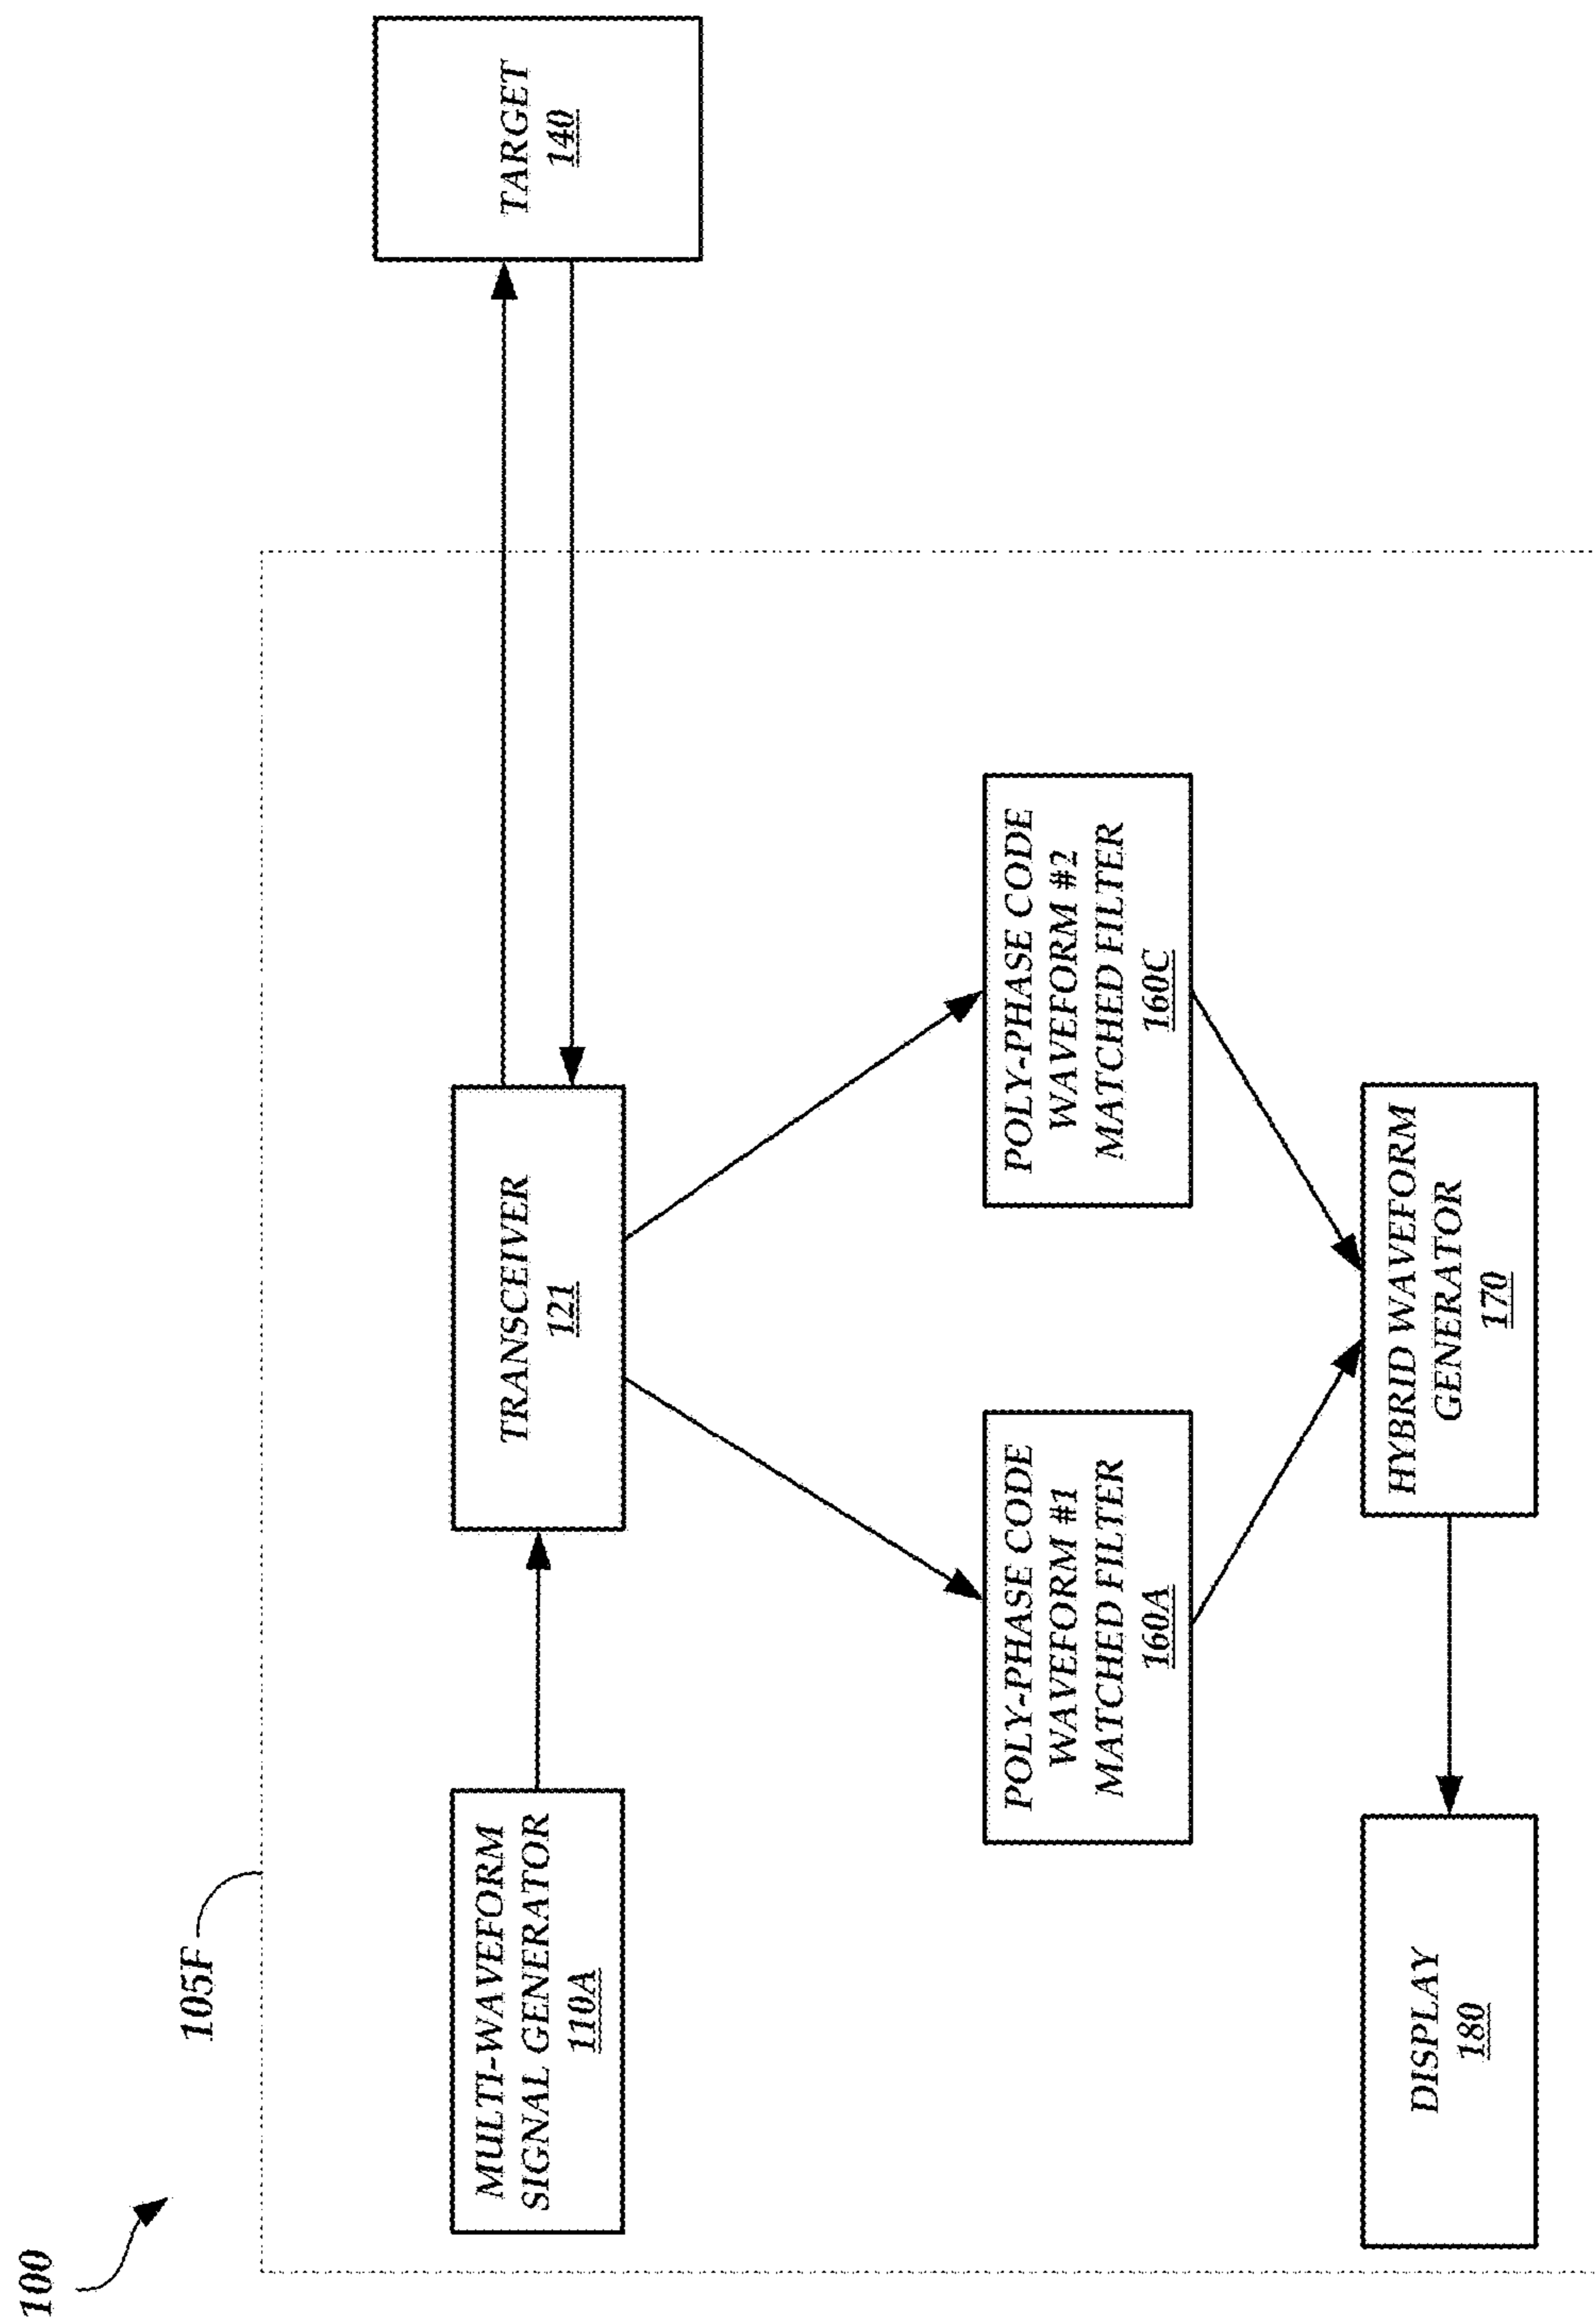 100
105F
MULTI-WAVEFORM
SIGNAL GENERATOR
110A
TRANSCEIVER
121
TARGET
140
POLY-PHASE CODE
WAVEFORM #1
MATCHED FILTER
160A
POLY-PHASE CODE
WAVEFORM #2
MATCHED FILTER
160C
DISPLAY
180
HYBRID WAVEFORM
GENERATOR
170